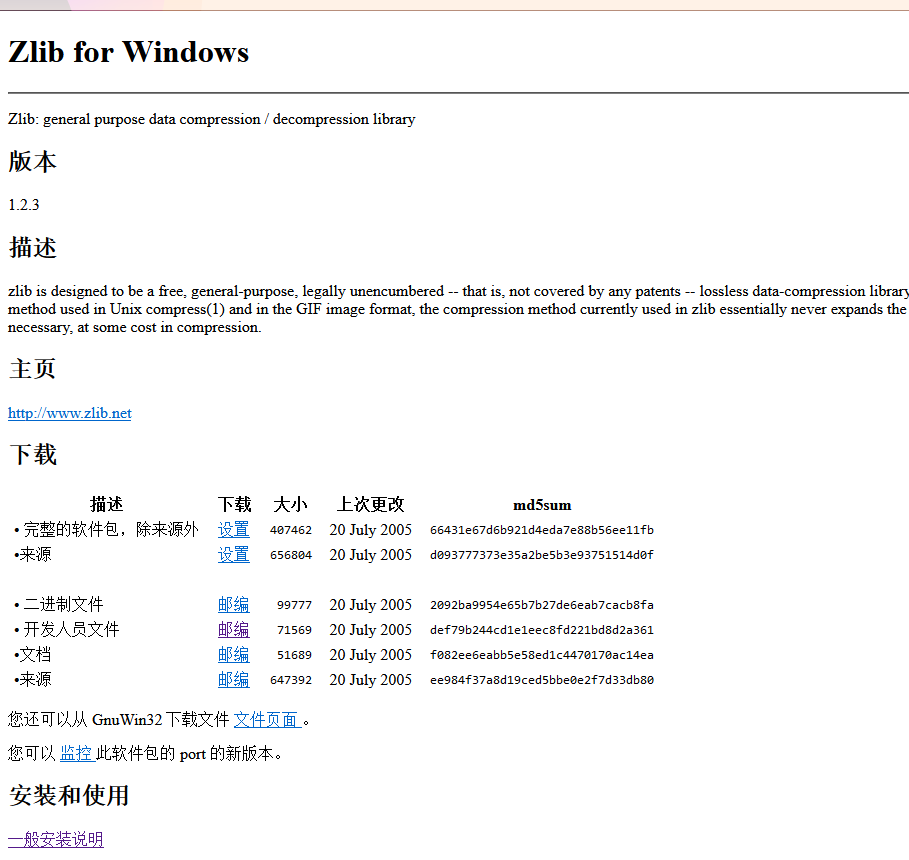 Zlib for Windows
Zlib: general purpose data compression / decompression library
版本
1.2.3
描述
zlib is designed to be a free, general-purpose, legally unencumbered -- that is, not covered by any patents -- lossless data-compression library
method used in Unix compress(1) and in the GIF image format, the compression method currently used in zlib essentially never expands the
necessary, at some cost in compression.
主页
http://www.zlib.net
下载
描述 下载 大小 上次更改 md5sum
• 完整的软件包，除来源外 设置 407462 20 July 2005 66431e67d6b921d4eda7e88b56ee11fb
•来源 设置 656804 20 July 2005 d093777373e35a2be5b3e93751514d0f
• 二进制文件 邮编 99777 20 July 2005 2092ba9954e65b7b27de6eab7cacb8fa
• 开发人员文件 邮编 71569 20 July 2005 def79b244cd1e1eec8fd221bd8d2a361
•文档 邮编 51689 20 July 2005 f082ee6eabb5e58ed1c4470170ac14ea
•来源 邮编 647392 20 July 2005 ee984f37a8d19ced5bbe0e2f7d33db80
您还可以从 GnuWin32 下载文件 文件页面 。
您可以 监控 此软件包的 port 的新版本。
安装和使用
一般安装说明